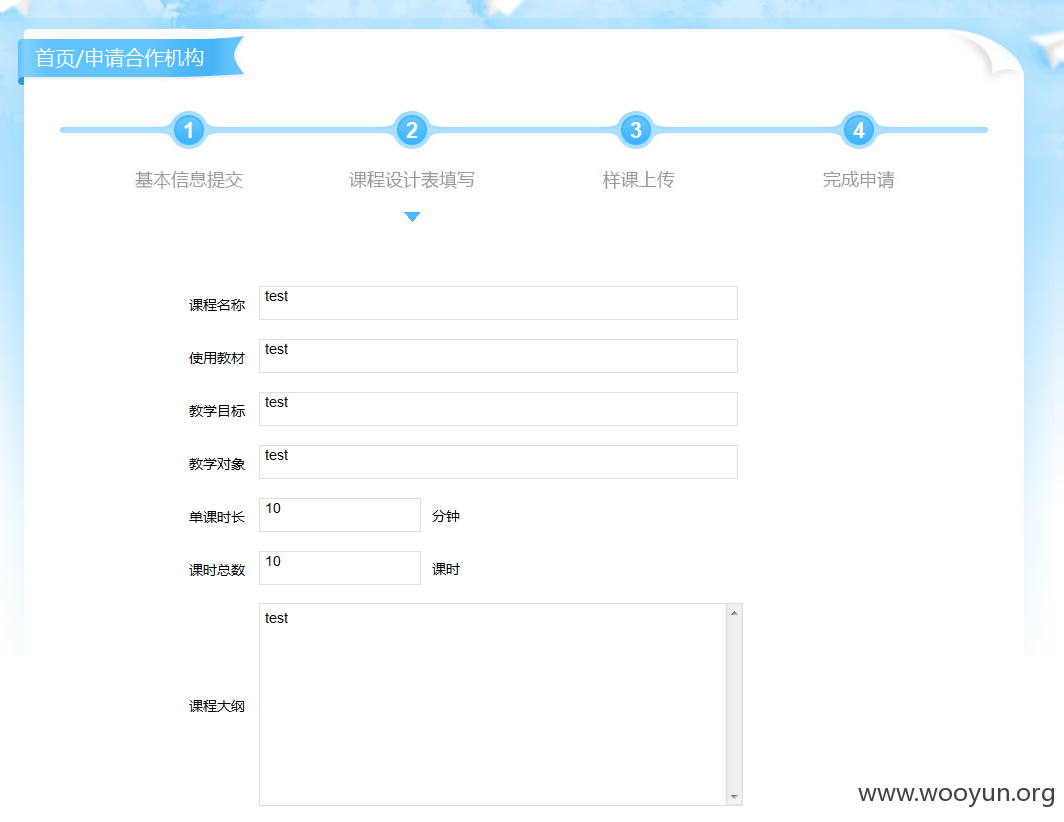 首页/申请合作机构
1 2 3 4
基本信息提交 课程设计表填写 样课上传 完成申请
课程名称 test
使用教材 test
教学目标 test
教学对象 test
单课时长 10 分钟
课时总数 10 课时
test
课程大纲
www.wooyun.org